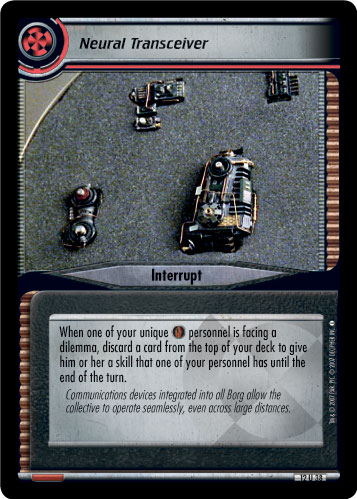 Neural Transceiver
Interrupt
When one of your unique personnel is facing a
dilemma, discard a card from the top of your deck to give
him or her a skill that one of your personnel has until the
end of the turn.
Communications devices integrated into all Borg allow the
collective to operate seamlessly, even across large distances.
12 U 38